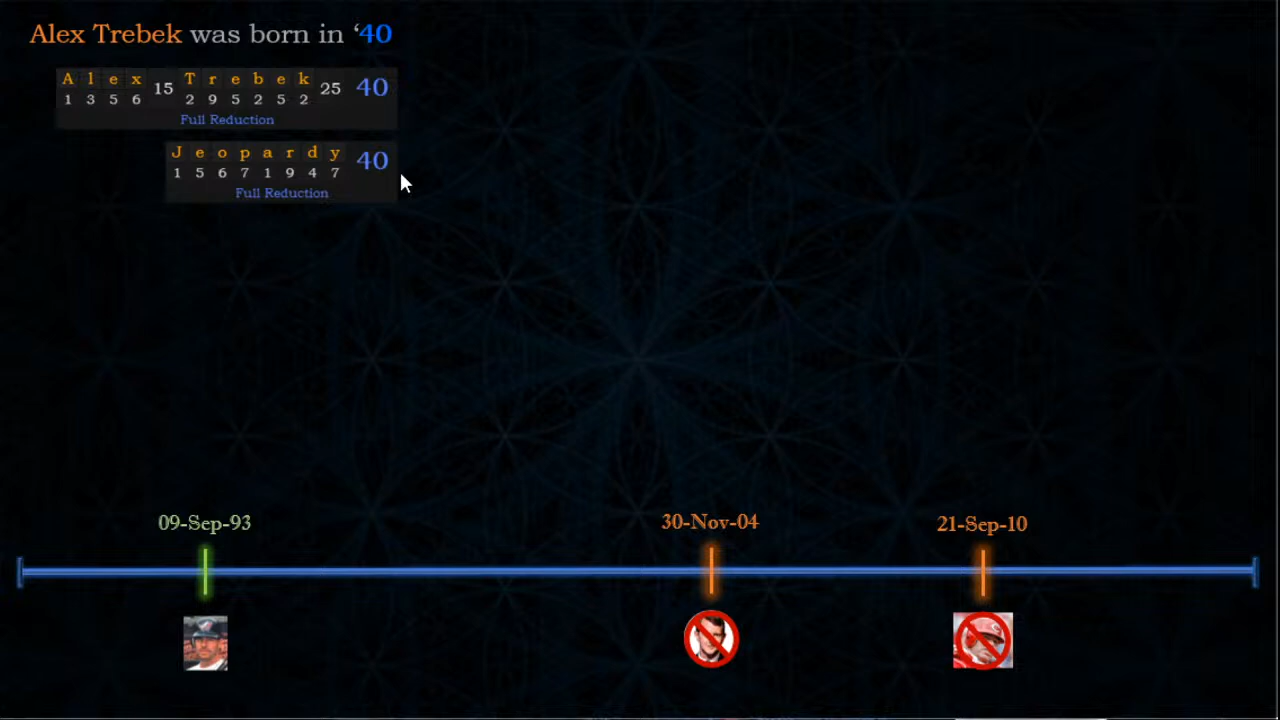 Alex Trebek was born in ‘40
A l e x 15 T r e b e k 25 40
1 3 5 6 2 9 5 2 5 2
Full Reduction
J e o p a r d y 40
1 5 6 7 1 9 4 7
Full Reduction
09-Sep-93 30-Nov-04 21-Sep-10